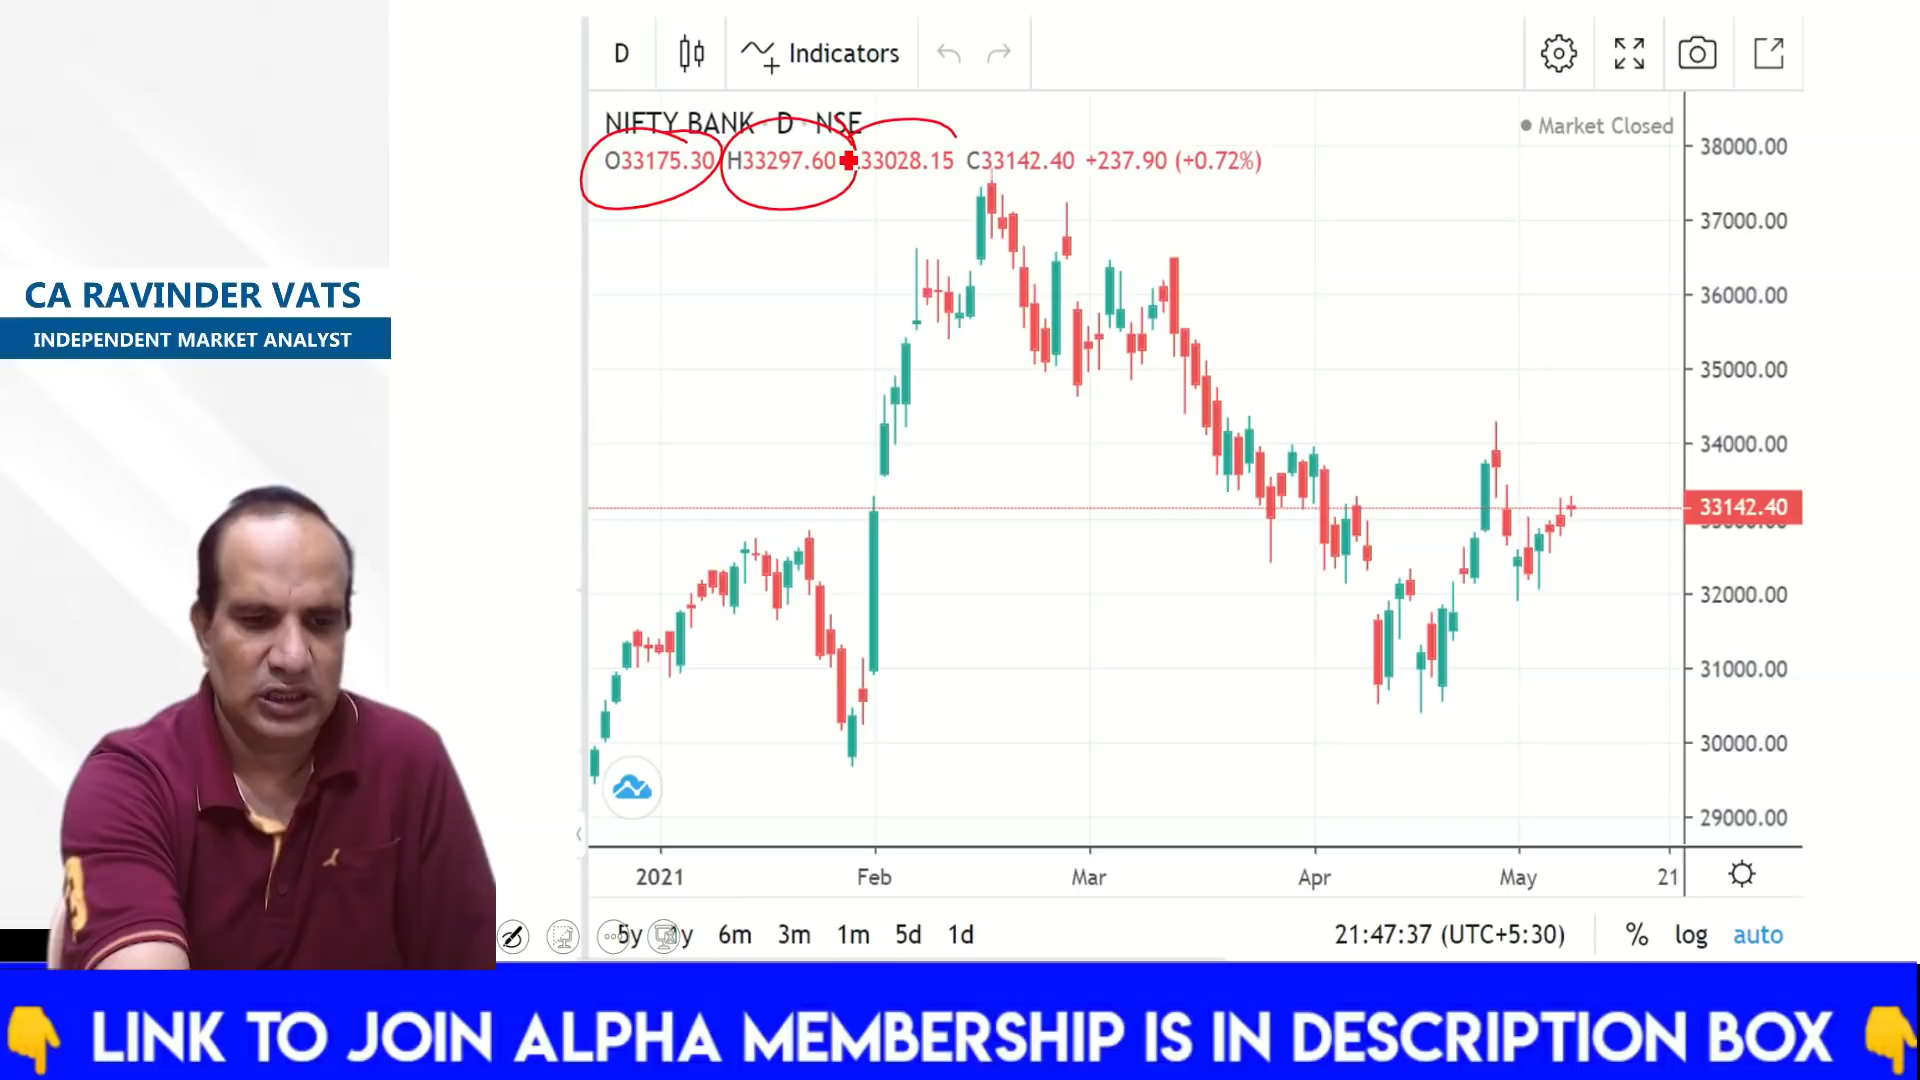 D
Indicators
NIFTY BANK · D · NSE
Market Closed
O33175.30 H33297.60 33028.15 C33142.40 +237.90 (+0.72%)
38000.00
37000.00
36000.00
35000.00
34000.00
33142.40
32000.00
31000.00
30000.00
29000.00
CA RAVINDER VATS
INDEPENDENT MARKET ANALYST
2021 Feb Mar Apr May 21
5y y 6m 3m 1m 5d 1d
21:47:37 (UTC+5:30) % log auto
👇 LINK TO JOIN ALPHA MEMBERSHIP IS IN DESCRIPTION BOX 👇